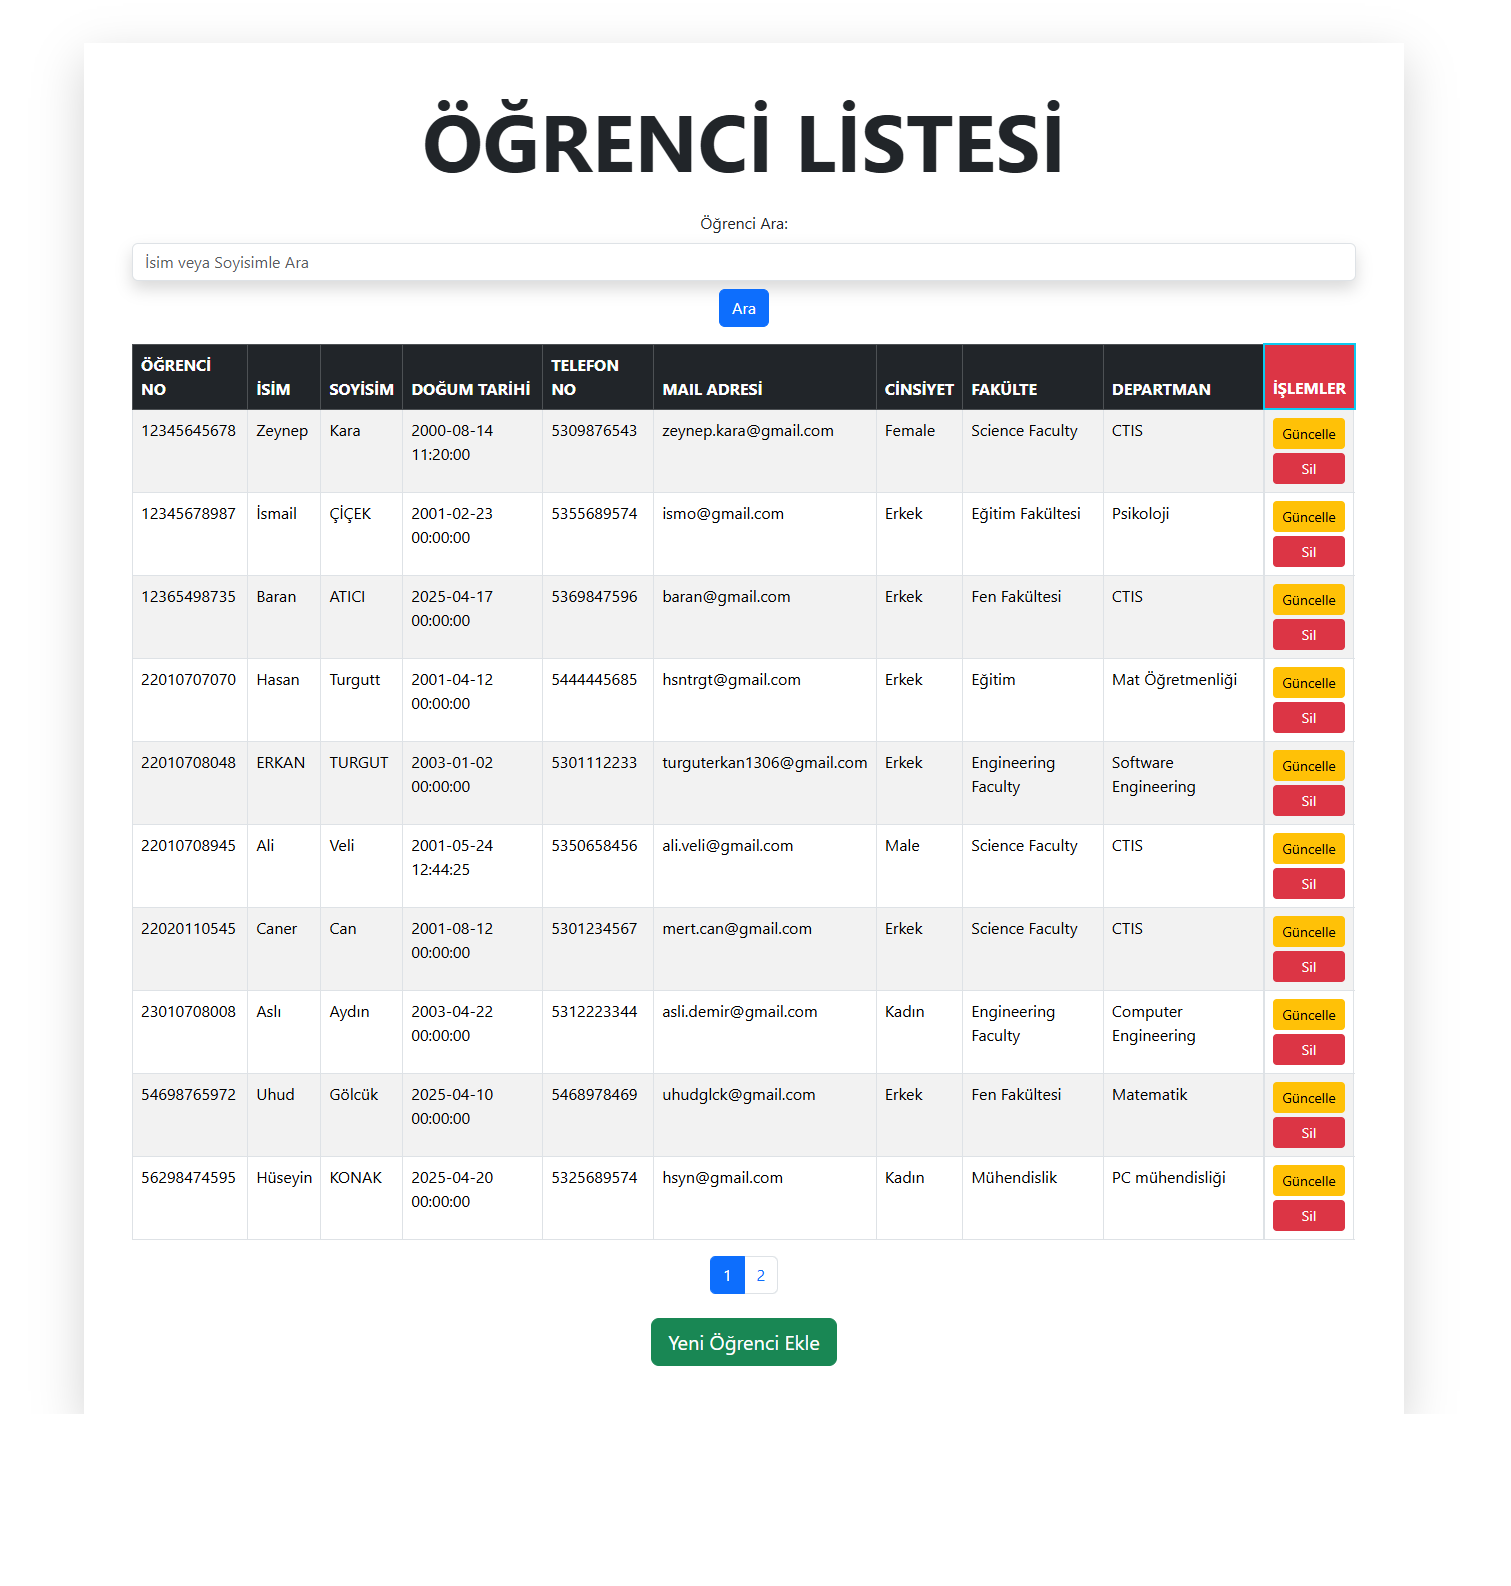 ÖĞRENCİ LİSTESİ
Öğrenci Ara:
İsim veya Soyisimle Ara
Ara
ÖĞRENCİ NO İSİM SOYİSİM DOĞUM TARİHİ TELEFON NO MAIL ADRESİ CİNSİYET FAKÜLTE DEPARTMAN İŞLEMLER
12345645678 Zeynep Kara 2000-08-14 11:20:00 5309876543 zeynep.kara@gmail.com Female Science Faculty CTIS Güncelle
Sil
12345678987 İsmail ÇİÇEK 2001-02-23 00:00:00 5355689574 ismo@gmail.com Erkek Eğitim Fakültesi Psikoloji Güncelle
Sil
12365498735 Baran ATICI 2025-04-17 00:00:00 5369847596 baran@gmail.com Erkek Fen Fakültesi CTIS Güncelle
Sil
22010707070 Hasan Turgutt 2001-04-12 00:00:00 5444445685 hsntrgt@gmail.com Erkek Eğitim Mat Öğretmenliği Güncelle
Sil
22010708048 ERKAN TURGUT 2003-01-02 00:00:00 5301112233 turguterkan1306@gmail.com Erkek Engineering Faculty Software Engineering Güncelle
Sil
22010708945 Ali Veli 2001-05-24 12:44:25 5350658456 ali.veli@gmail.com Male Science Faculty CTIS Güncelle
Sil
22020110545 Caner Can 2001-08-12 00:00:00 5301234567 mert.can@gmail.com Erkek Science Faculty CTIS Güncelle
Sil
23010708008 Aslı Aydın 2003-04-22 00:00:00 5312223344 asli.demir@gmail.com Kadın Engineering Faculty Computer Engineering Güncelle
Sil
54698765972 Uhud Gölcük 2025-04-10 00:00:00 5468978469 uhudglck@gmail.com Erkek Fen Fakültesi Matematik Güncelle
Sil
56298474595 Hüseyin KONAK 2025-04-20 00:00:00 5325689574 hsyn@gmail.com Kadın Mühendislik PC mühendisliği Güncelle
Sil
1 2
Yeni Öğrenci Ekle